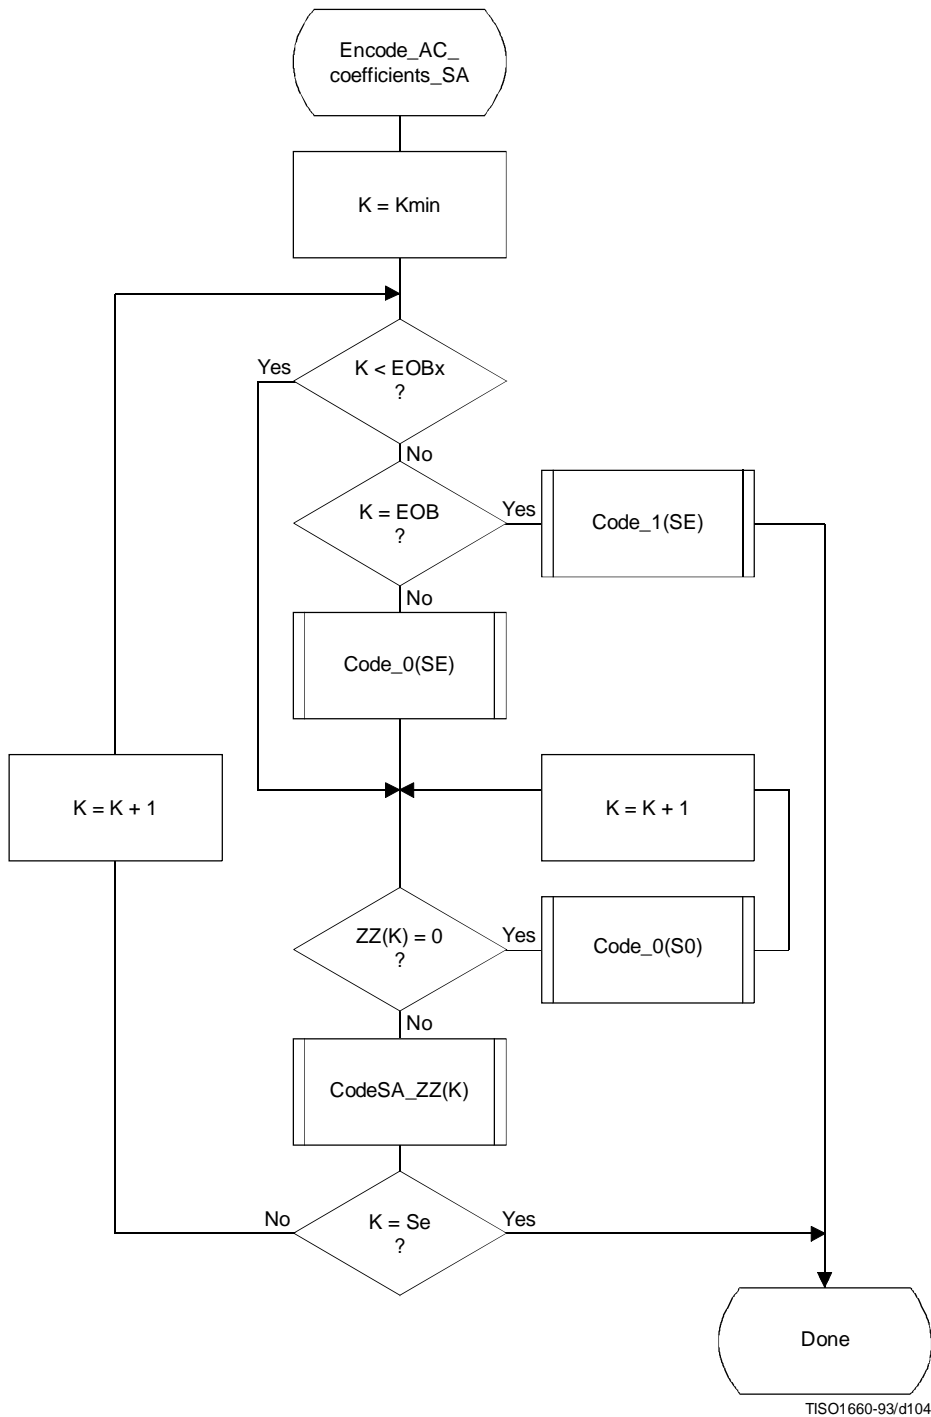 Encode_AC_
coefficients_SA
K = Kmin
Yes
K < EOBx
?
No
K = EOB
?
Yes
Code_1(SE)
No
Code_0(SE)
K = K + 1
K = K + 1
ZZ(K) = 0
?
Yes
Code_0(S0)
No
CodeSA_ZZ(K)
No
K = Se
?
Yes
Done
TISO1660-93/d104